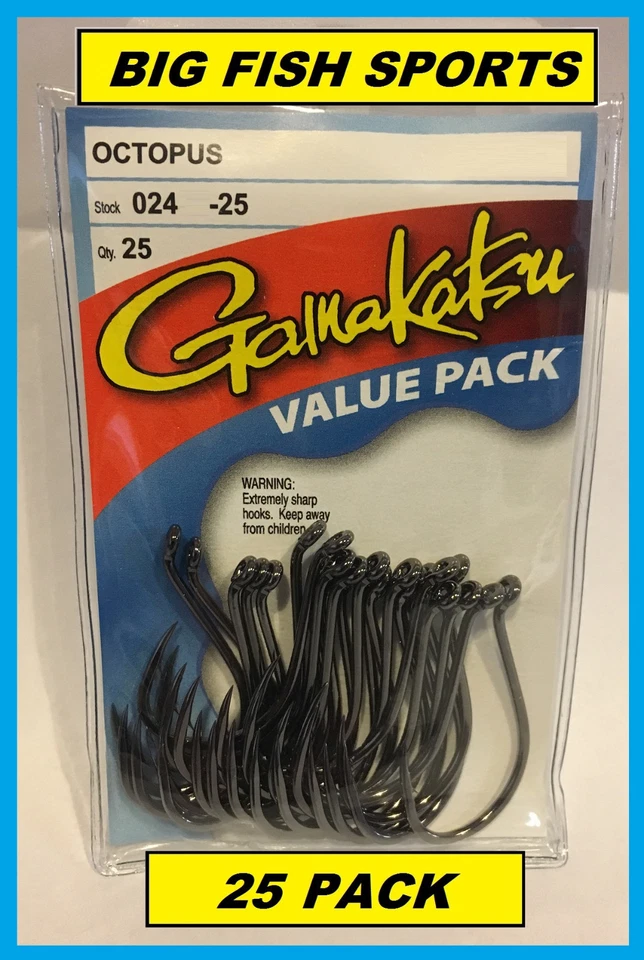 BIG FISH SPORTS
OCTOPUS
Stock 024 -25
Qty. 25
Gamakatsu
VALUE PACK
WARNING:
Extremely sharp
hooks. Keep away
from children.
25 PACK